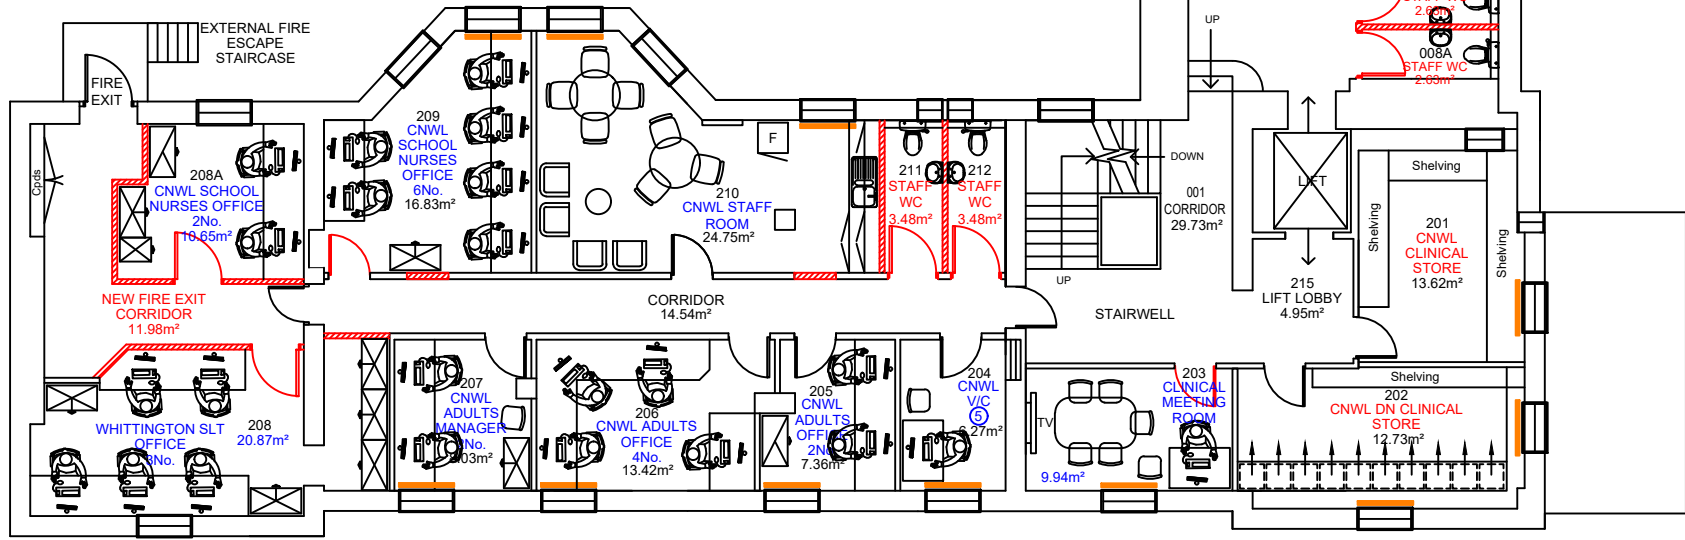 EXTERNAL FIRE
ESCAPE
STAIRCASE
FIRE
EXIT
Cpds
208A
CNWL SCHOOL
NURSES OFFICE
2No.
10.65m²
NEW FIRE EXIT
CORRIDOR
11.98m²
208
20.87m²
WHITTINGTON SLT
OFFICE
209
CNWL
SCHOOL
NURSES
OFFICE
6No.
16.83m²
210
CNWL STAFF
ROOM
24.75m²
F
211
STAFF
WC
3.48m²
212
STAFF
WC
3.48m²
CORRIDOR
14.54m²
207
CNWL
ADULTS
MANAGER
206
CNWL ADULTS
OFFICE
4No.
13.42m²
205
CNWL
ADULTS
7.36m²
204
CNWL
V/C
5
6.27m²
UP
DOWN
001
CORRIDOR
29.73m²
UP
STAIRWELL
LIFT
215
LIFT LOBBY
4.95m²
TV
203
CLINICAL
MEETING
ROOM
9.94m²
Shelving
Shelving
Shelving
201
CNWL
CLINICAL
STORE
13.62m²
Shelving
202
CNWL DN CLINICAL
STORE
12.73m²
008A
STAFF WC